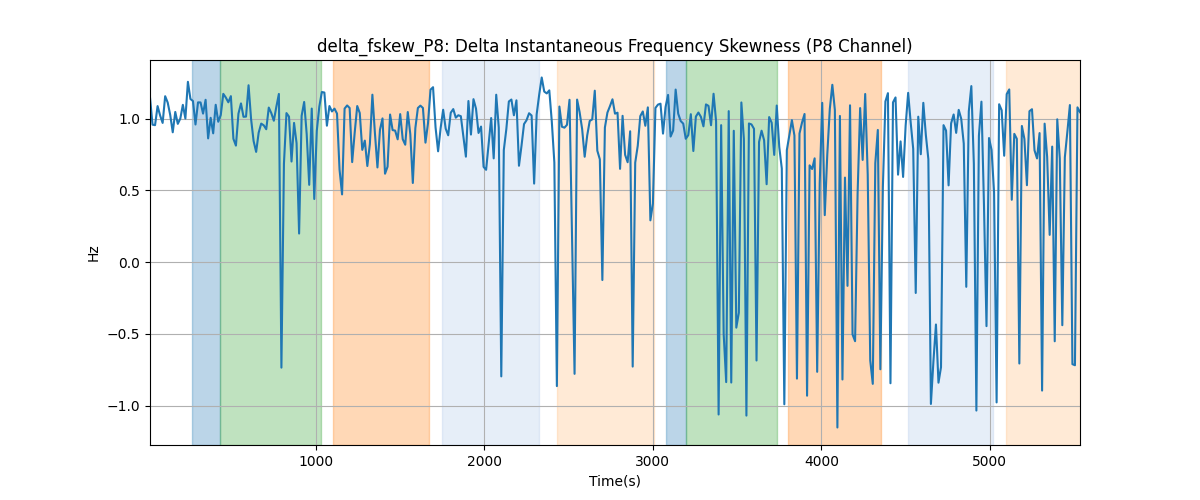 delta_fskew_P8: Delta Instantaneous Frequency Skewness (P8 Channel)
1.0
0.5
0.0
−0.5
−1.0
Hz
1000 2000 3000 4000 5000
Time(s)